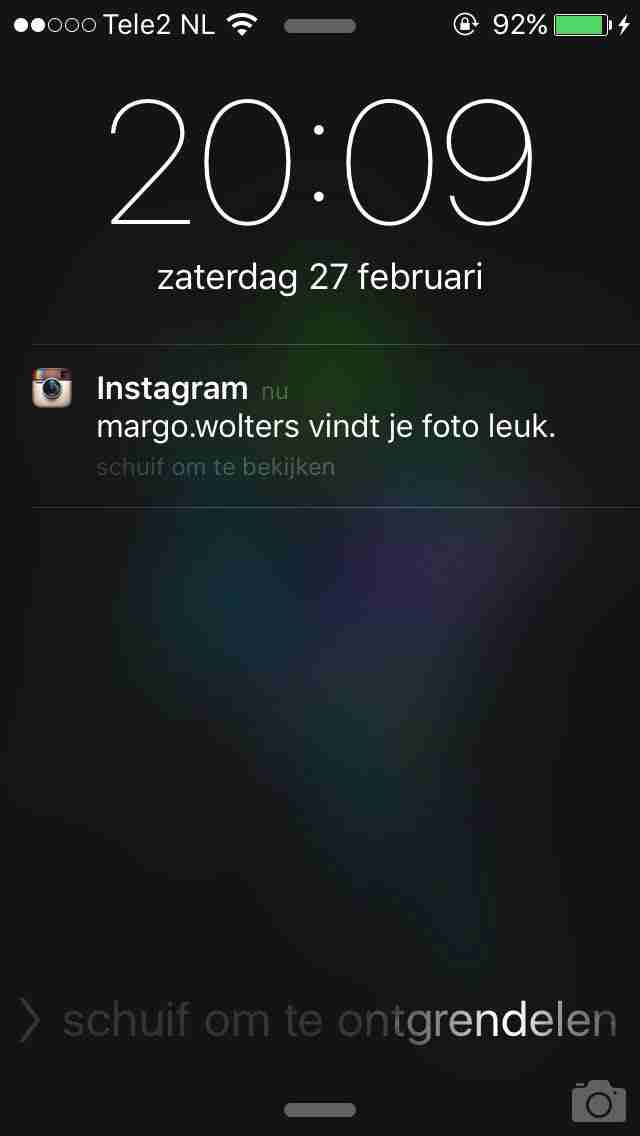 Tele2 NL 92%
20:09
zaterdag 27 februari
Instagram nu
margo.wolters vindt je foto leuk.
schuif om te bekijken
schuif om te ontgrendelen